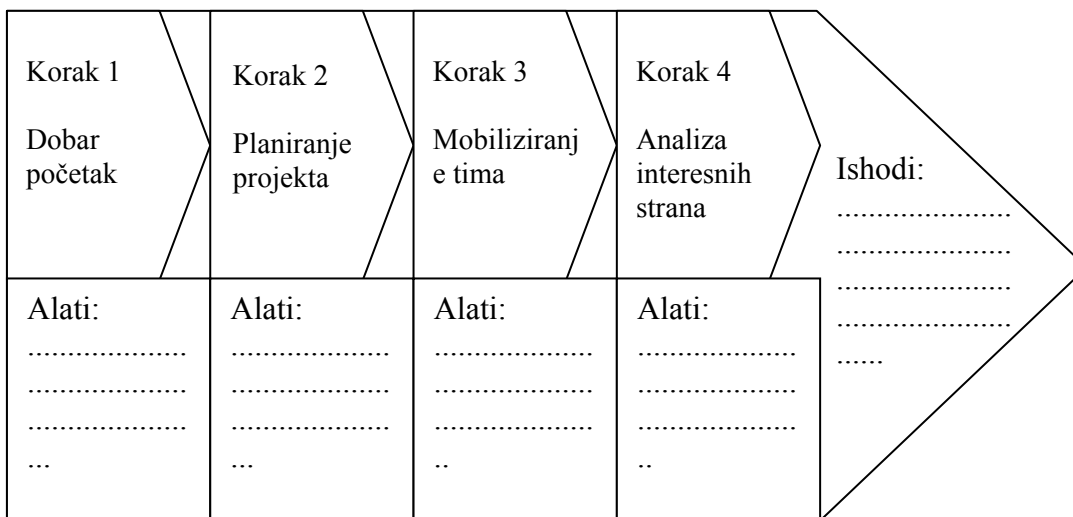 Korak 1
Dobar
početak
Korak 2
Planiranje
projekta
Korak 3
Mobiliziranj
e tima
Korak 4
Analiza
interesnih
strana
Ishodi:
......................
......................
......................
......................
......
Alati:
....................
....................
....................
...
Alati:
....................
....................
....................
...
Alati:
....................
....................
....................
..
Alati:
....................
....................
....................
..